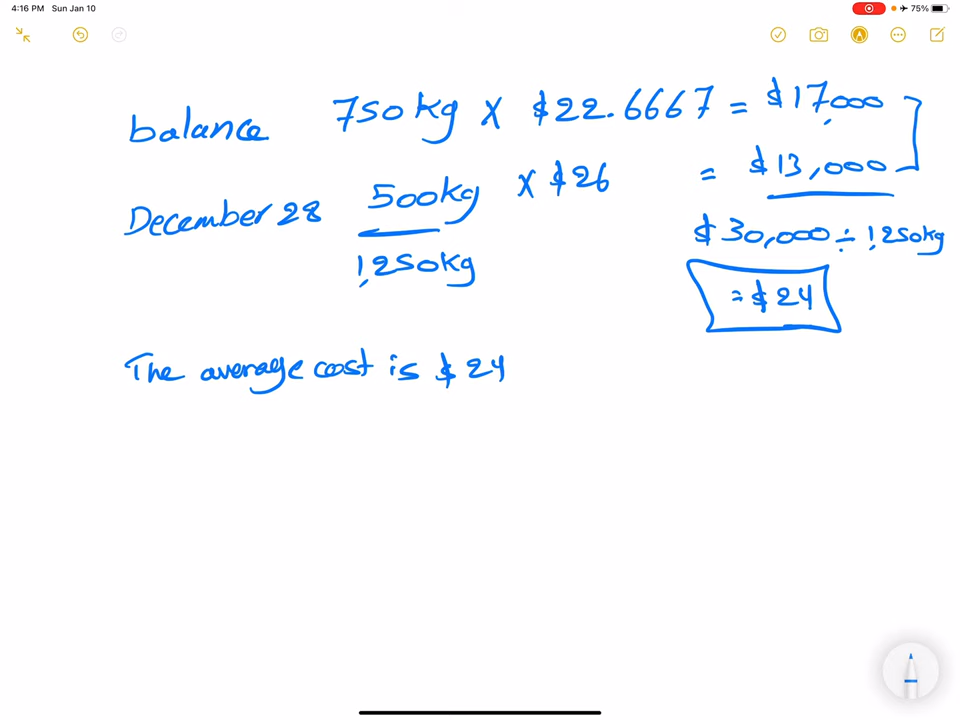 4:16 PM Sun Jan 10
75%
balance 750kg x $22.6667 = $17,000
December 28 500kg x $26 = $13,000
1,250kg $30,000 ÷ 1,250kg
= $24
The average cost is $24